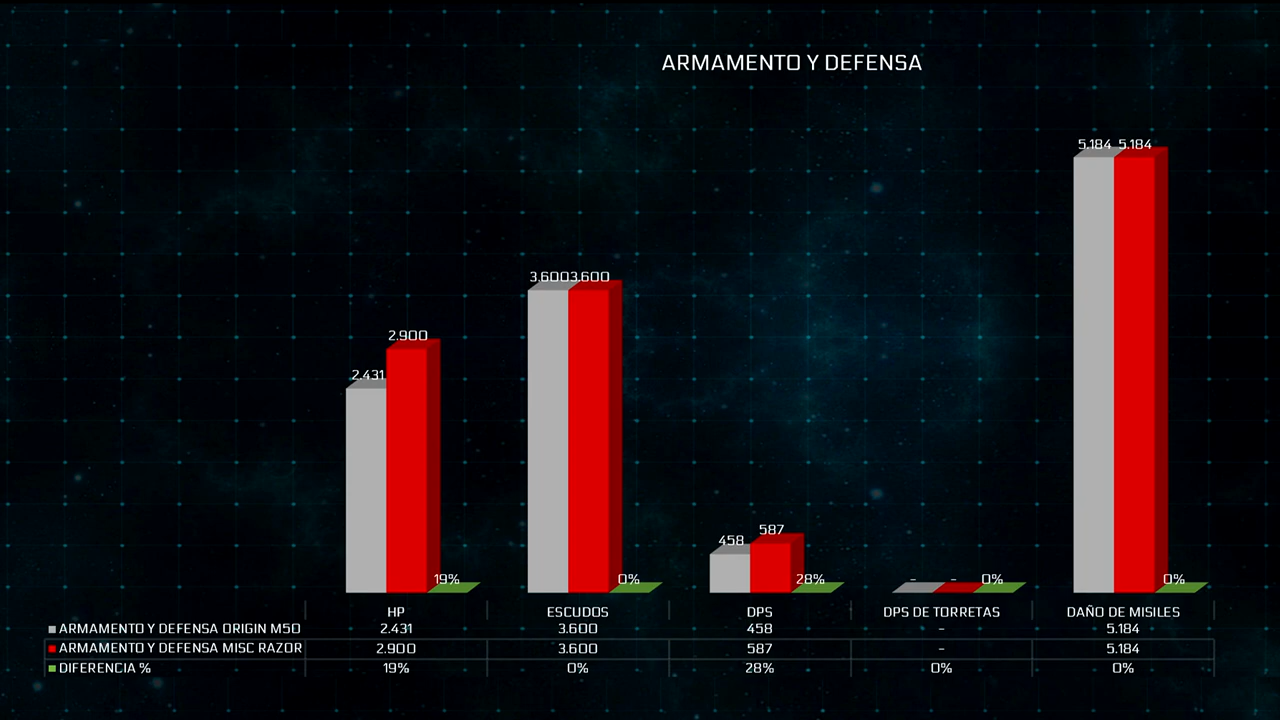 ARMAMENTO Y DEFENSA
5.184 5.184
3.600 3.600
2.900
2.431
587
458
19% 0% 28% - - 0% 0%
HP ESCUDOS DPS DPS DE TORRETAS DAÑO DE MISILES
ARMAMENTO Y DEFENSA ORIGIN M50 2.431 3.600 458 - 5.184
ARMAMENTO Y DEFENSA MISC RAZOR 2.900 3.600 587 - 5.184
DIFERENCIA % 19% 0% 28% 0% 0%